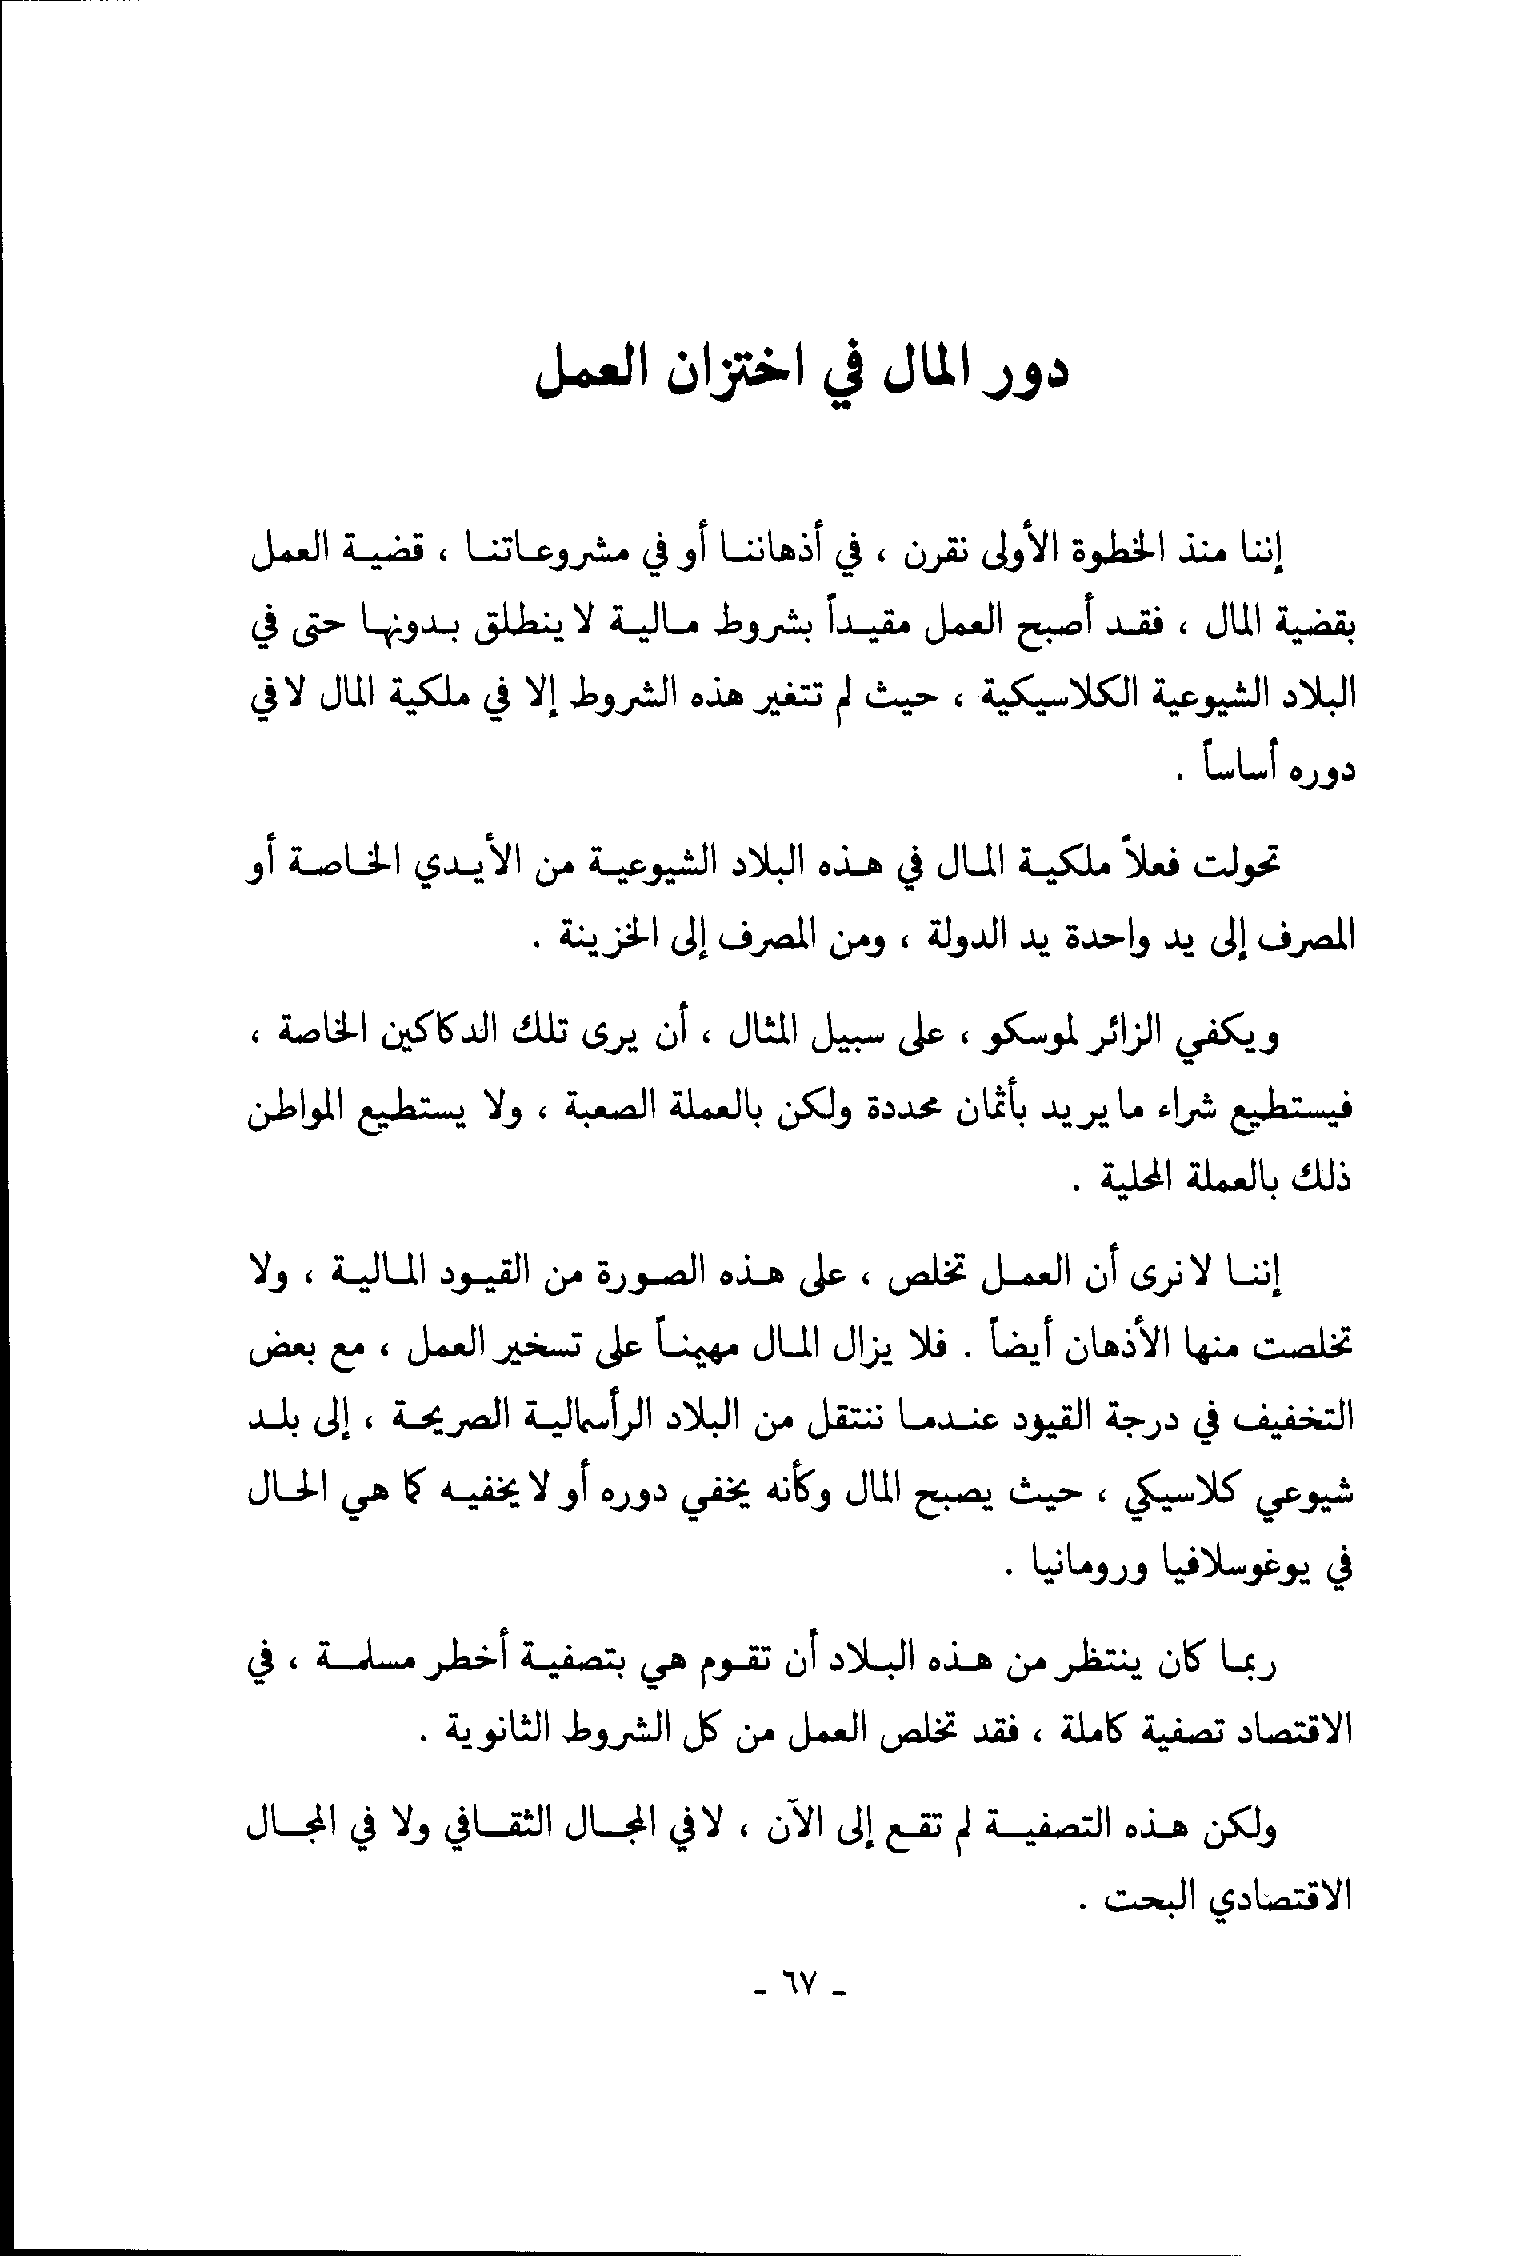 دور المال في اختزان العمل
إننا منذ الخطوة الأولى نقرن ، في أذهاننا أو في مشروعاتنا ، قضية العمل
بقضية المال ، فقد أصبح العمل مقيداً بشروط مالية لا ينطلق بدونها حتى في
البلاد الشيوعية الكلاسيكية ، حيث لم تتغير هذه الشروط إلا في ملكية المال لا في
دوره أساساً .
تحولت فعلاً ملكية المال في هذه البلاد الشيوعية من الأيدي الخاصة أو
المصرف إلى يد واحدة يد الدولة ، ومن المصرف إلى الخزينة .
ويكفي الزائر لموسكو ، على سبيل المثال ، أن يرى تلك الدكاكين الخاصة ،
فيستطيع شراء ما يريد بأثمان محددة ولكن بالعملة الصعبة ، ولا يستطيع المواطن
ذلك بالعملة المحلية .
إننا لا نرى أن العمل تخلص ، على هذه الصورة من القيود المالية ، ولا
تخلصت منها الأذهان أيضاً . فلا يزال المال مهيمناً على تسخير العمل ، مع بعض
التخفيف في درجة القيود عندما ننتقل من البلاد الرأسمالية الصريحة ، إلى بلد
شيوعي كلاسيكي ، حيث يصبح المال وكأنه يخفي دوره أو لا يخفيه كما هي الحال
في يوغوسلافيا ورومانيا .
ربما كان ينتظر من هذه البلاد أن تقوم هي بتصفية أخطر مسلمة ، في
الاقتصاد تصفية كاملة ، فقد تخلص العمل من كل الشروط الثانوية .
ولكن هذه التصفية لم تقع إلى الآن ، لا في المجال الثقافي ولا في المجال
الاقتصادي البحت .
ـ ٦٧ ـ